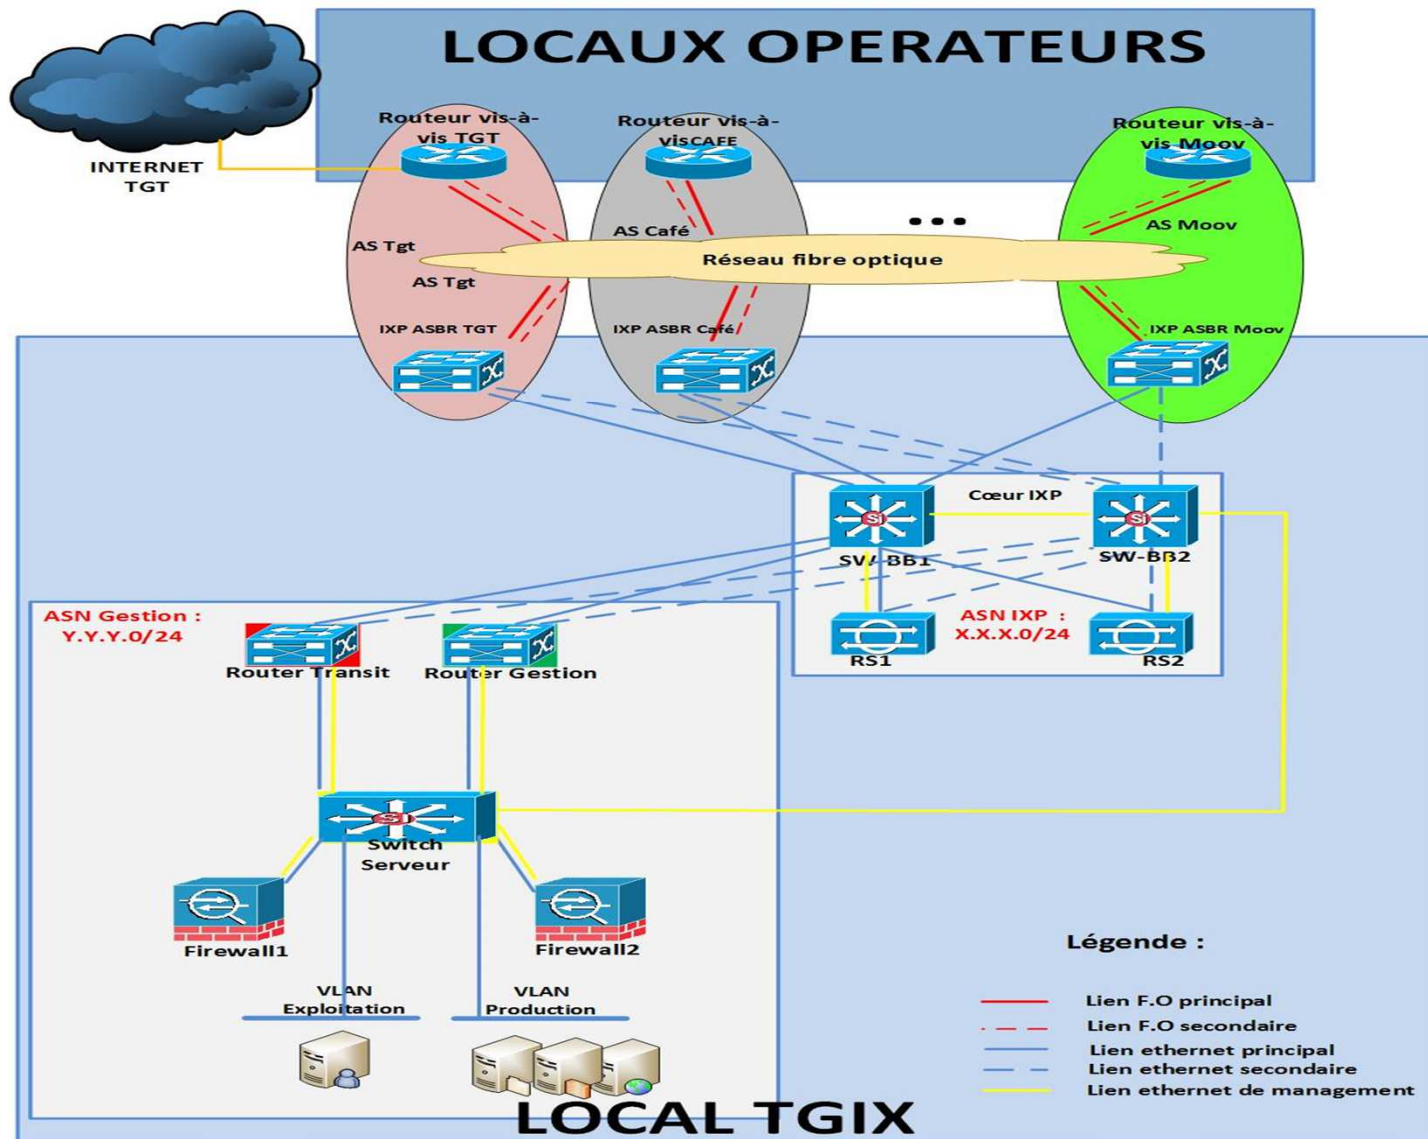 LOCAUX OPERATEURS
INTERNET
TGT
Routeur vis-à-
vis TGT
Routeur vis-à-
visCAFE
Routeur vis-à-
vis Moov
...
AS Tgt
AS Café
AS Moov
Réseau fibre optique
AS Tgt
IXP ASBR TGT
IXP ASBR Café
IXP ASBR Moov
Cœur IXP
Si
Si
SW-BB1
SW-BB2
ASN IXP :
X.X.X.0/24
RS1
RS2
ASN Gestion :
Y.Y.Y.0/24
Router Transit
Router Gestion
Si
Switch
Serveur
Firewall1
Firewall2
VLAN
Exploitation
VLAN
Production
Légende :
Lien F.O principal
Lien F.O secondaire
Lien ethernet principal
Lien ethernet secondaire
Lien ethernet de management
LOCAL TGIX